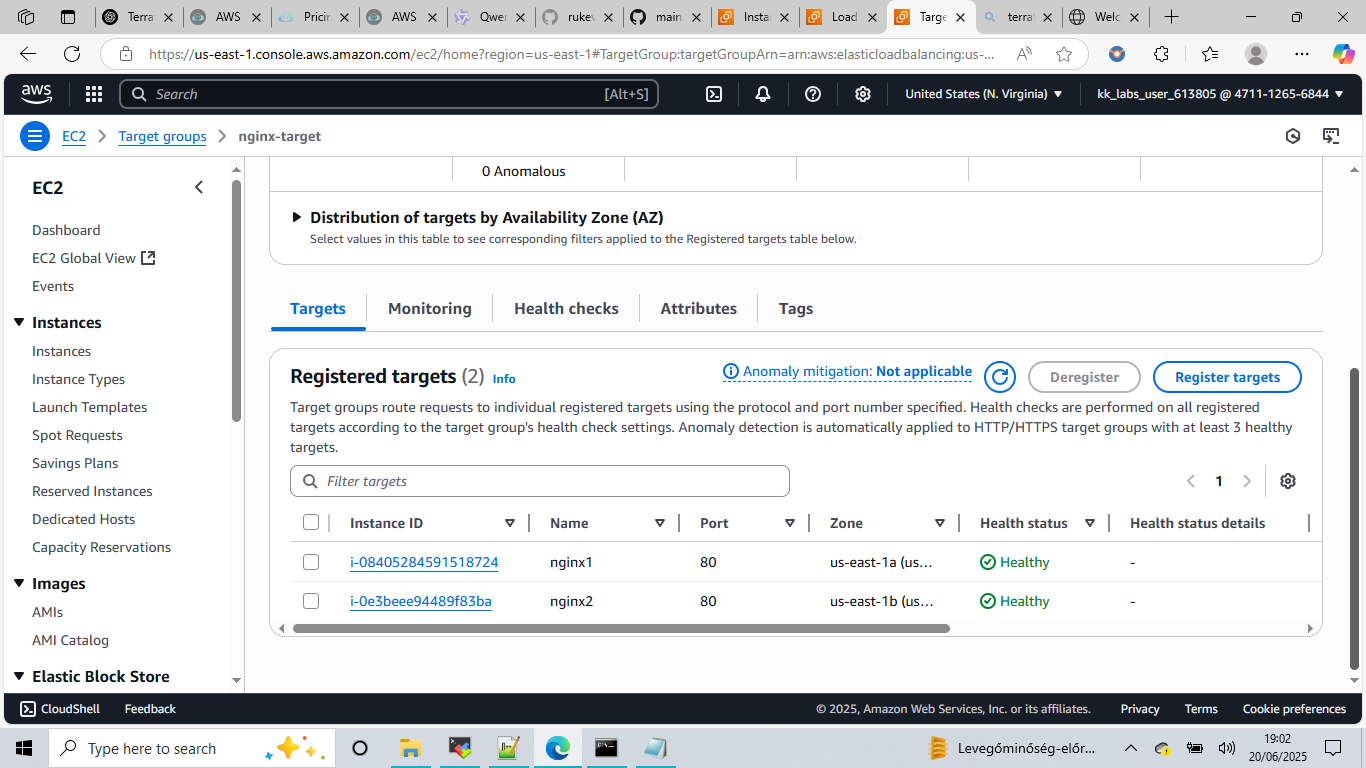 Terra
AWS
Pricin
AWS
Qwer
rukev
main
Instan
Load
Targe
terra
Welc
https://us-east-1.console.aws.amazon.com/ec2/home?region=us-east-1#TargetGroup:targetGroupArn=arn:aws:elasticloadbalancing:us-...
aws
Search
[Alt+S]
United States (N. Virginia)
kk_labs_user_613805 @ 4711-1265-6844
EC2
Target groups
nginx-target
EC2
Dashboard
EC2 Global View
Events
Instances
Instances
Instance Types
Launch Templates
Spot Requests
Savings Plans
Reserved Instances
Dedicated Hosts
Capacity Reservations
Images
AMIs
AMI Catalog
Elastic Block Store
0 Anomalous
Distribution of targets by Availability Zone (AZ)
Select values in this table to see corresponding filters applied to the Registered targets table below.
Targets
Monitoring
Health checks
Attributes
Tags
Registered targets (2) Info
Anomaly mitigation: Not applicable
Deregister
Register targets
Target groups route requests to individual registered targets using the protocol and port number specified. Health checks are performed on all registered
targets according to the target group's health check settings. Anomaly detection is automatically applied to HTTP/HTTPS target groups with at least 3 healthy
targets.
Filter targets
1
Instance ID Name Port Zone Health status Health status details
i-08405284591518724 nginx1 80 us-east-1a (us... Healthy -
i-0e3beee94489f83ba nginx2 80 us-east-1b (us... Healthy -
CloudShell
Feedback
© 2025, Amazon Web Services, Inc. or its affiliates.
Privacy
Terms
Cookie preferences
Type here to search
Levegőminőség-előr...
19:02
20/06/2025